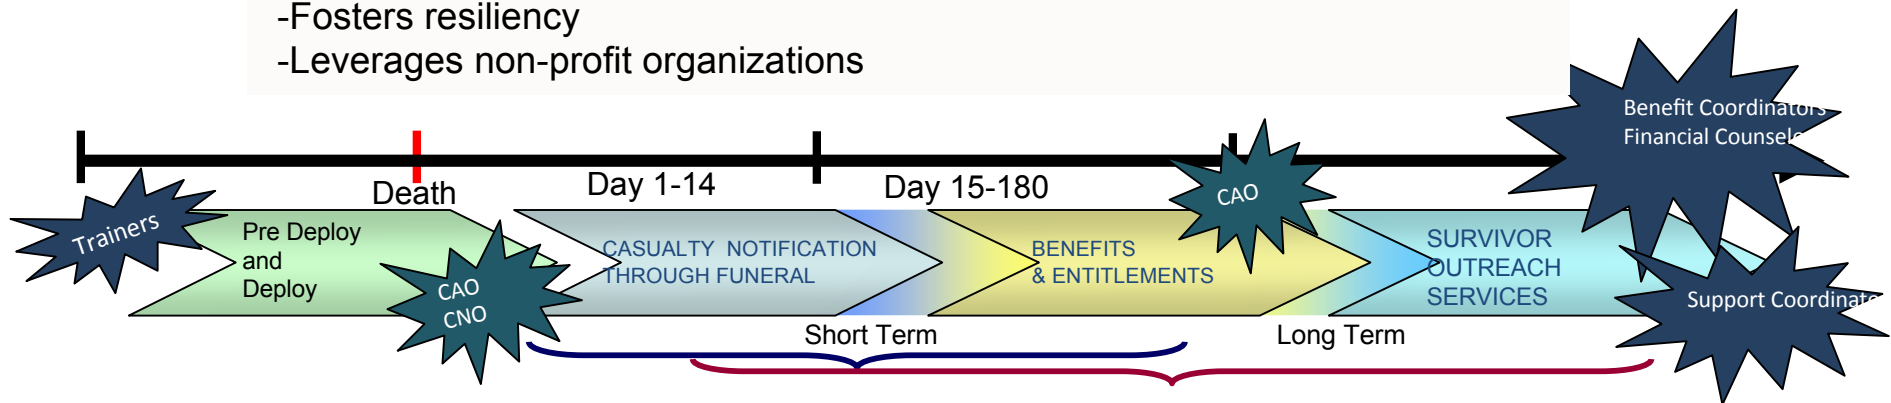 -Fosters resiliency
-Leverages non-profit organizations
Benefit Coordinators
Financial
Death
Day 1-14
Day 15-180
CAO
Trainers
Pre Deploy
and
Deploy
CAO
CNO
CASUALTY NOTIFICATION
THROUGH FUNERAL
BENEFITS
& ENTITLEMENTS
SURVIVOR
OUTREACH
SERVICES
Support
Short Term
Long Term